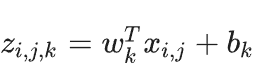 $z_{i,j,k} = w_k^T x_{i,j} + b_k$